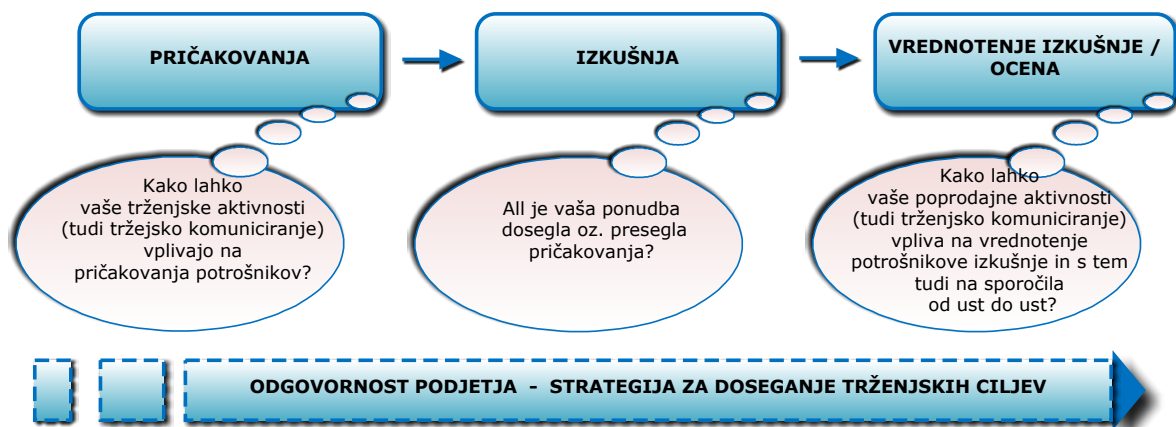 PRIČAKOVANJA
IZKUŠNJA
VREDNOTENJE IZKUŠNJE /
OCENA
Kako lahko
vaše trženjske aktivnosti
(tudi tržejsko komuniciranje)
vplivajo na
pričakovanja potrošnikov?
All je vaša ponudba
dosegla oz. presegla
pričakovanja?
Kako lahko
vaše poprodajne aktivnosti
(tudi trženjsko komuniciranje)
vpliva na vrednotenje
potrošnikove izkušnje in s tem
tudi na sporočila
od ust do ust?
ODGOVORNOST PODJETJA - STRATEGIJA ZA DOSEGANJE TRŽENJSKIH CILJEV